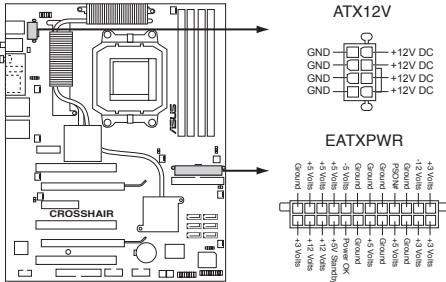 ATX12V
GND
+12V DC
GND
+12V DC
GND
+12V DC
GND
+12V DC
ASUS
CROSSHAIR
EATXPWR
Ground
+5 Volts
+5 Volts
+5 Volts
-5 Volts
Ground
Ground
Ground
PSON#
Ground
-12 Volts
+3 Volts
+3 Volts
+12 Volts
+12 Volts
+5V Standby
Power OK
Ground
+5 Volts
Ground
+5 Volts
Ground
+3 Volts
+3 Volts